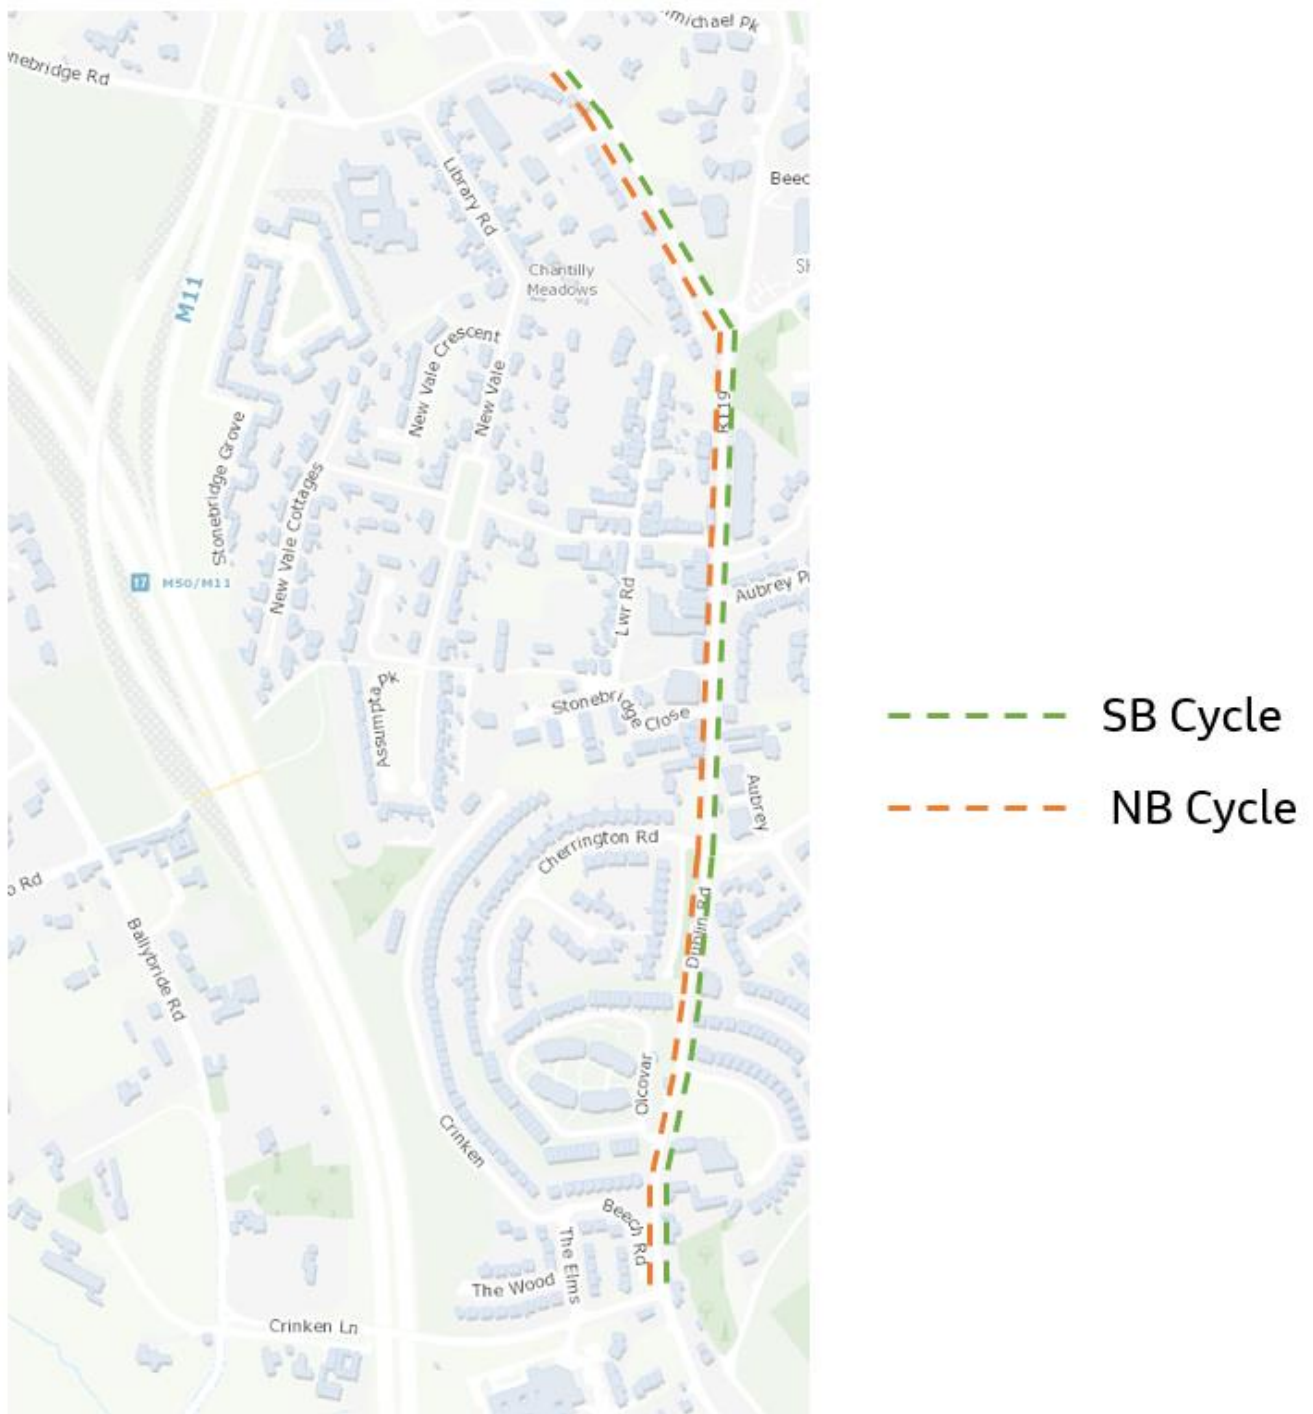 michael Pk
nebridge Rd
Library Rd
Beec
Chantilly
Meadows
M11
New Vale Crescent
New Vale
R119
Stonebridge Grove
New Vale Cottages
17 M50/M11
Aubrey P
Lwr Rd
Assumpta Pk
Stonebridge Close
SB Cycle
Aubrey
NB Cycle
Cherrington Rd
o Rd
Dublin Rd
Ballybride Rd
Olcovar
Crinken
Beech Rd
The Elms
The Wood
Crinken Ln